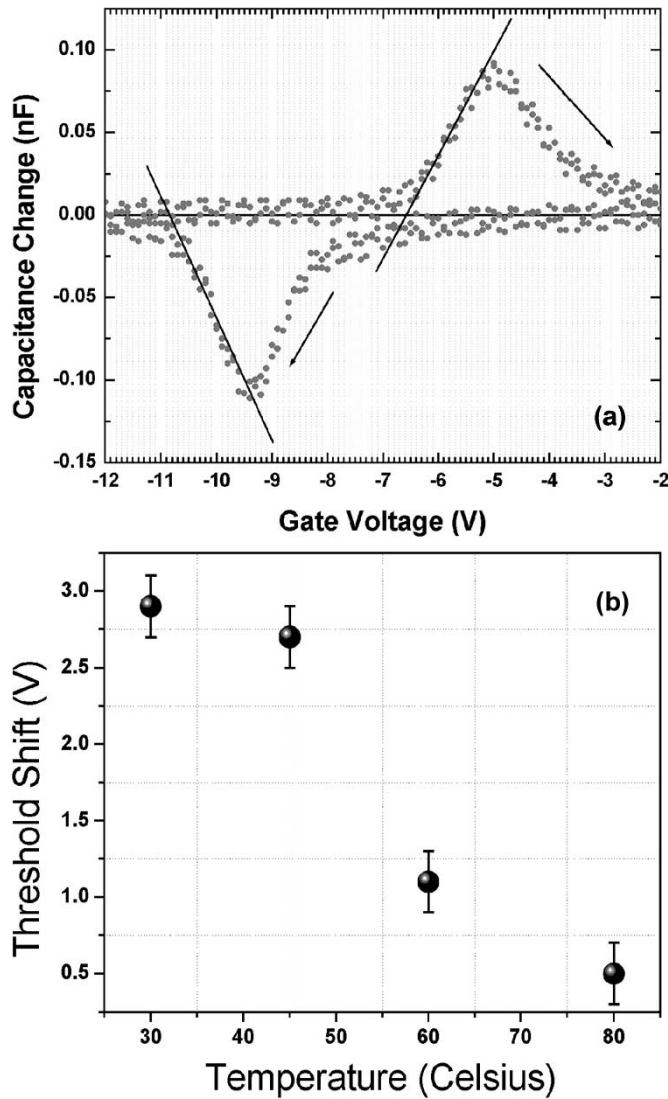 0.10
0.05
0.00
-0.05
-0.10
-0.15
Capacitance Change (nF)
(a)
-12 -11 -10 -9 -8 -7 -6 -5 -4 -3 -2
Gate Voltage (V)
(b)
3.0
2.5
2.0
1.5
1.0
0.5
Threshold Shift (V)
30 40 50 60 70 80
Temperature (Celsius)